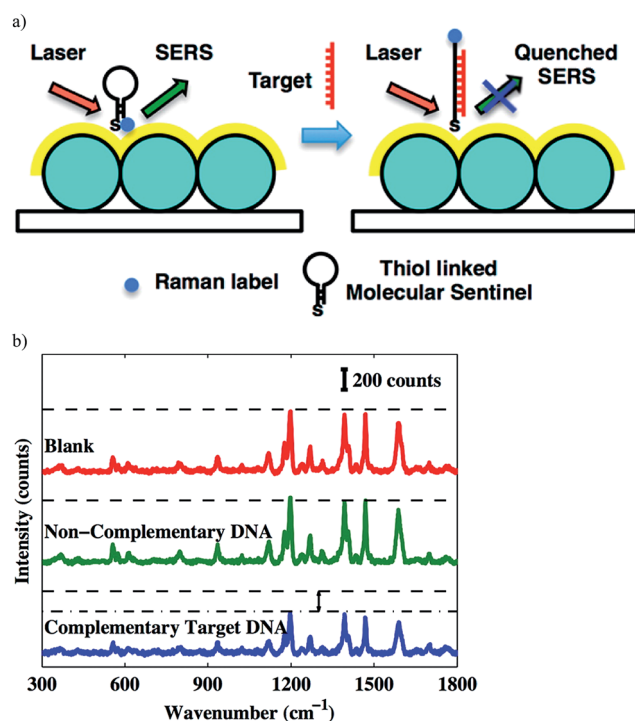 a)
Laser
SERS
S
Target
Laser
Quenched
SERS
S
Raman label
S
Thiol linked
Molecular Sentinel
b)
200 counts
Blank
Non-Complementary DNA
Complementary Target DNA
Intensity (counts)
300 600 900 1200 1500 1800
Wavenumber (cm⁻¹)